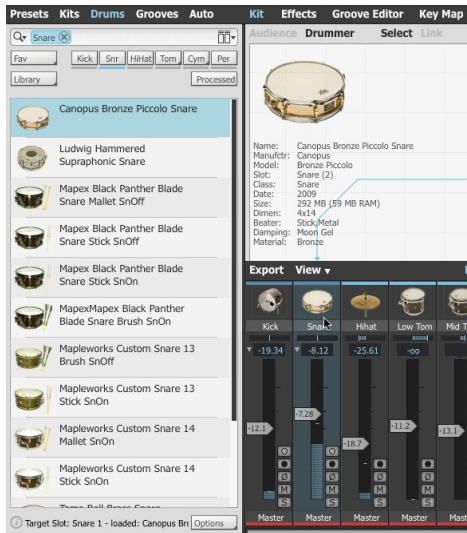 Presets Kits Drums Grooves Auto
Snare
Fav Kick Snr HiHat Tom Cym Per
Library Processed
Canopus Bronze Piccolo Snare
Ludwig Hammered
Supraphonic Snare
Mapex Black Panther Blade
Snare Mallet SnOff
Mapex Black Panther Blade
Snare Stick SnOff
Mapex Black Panther Blade
Snare Stick SnOn
MapexMapex Black Panther
Blade Snare Brush SnOn
Mapleworks Custom Snare 13
Brush SnOff
Mapleworks Custom Snare 13
Stick SnOn
Mapleworks Custom Snare 14
Mallet SnOn
Mapleworks Custom Snare 14
Stick SnOn
Tama Bell Brass Snare
Target Slot: Snare 1 - loaded: Canopus Br Options
Kit Effects Groove Editor Key Map
Audience Drummer Select Link
Name: Canopus Bronze Piccolo Snare
Manufctr: Canopus
Model: Bronze Piccolo
Slot: Snare (2)
Class: Snare
Date: 2009
Size: 292 MB (59 MB RAM)
Dimen: 4x14
Beater: Stick,Metal
Damping: Moon Gel
Material: Bronze
Export View
Kick Snare Hihat Low Tom Mid T
-19.34 -8.12 -25.61 -oo
-12.1 -7.28 -18.7 -11.2 -13.1
Ø Ø Ø Ø
M M M M
S S S S
Master Master Master Master Mast